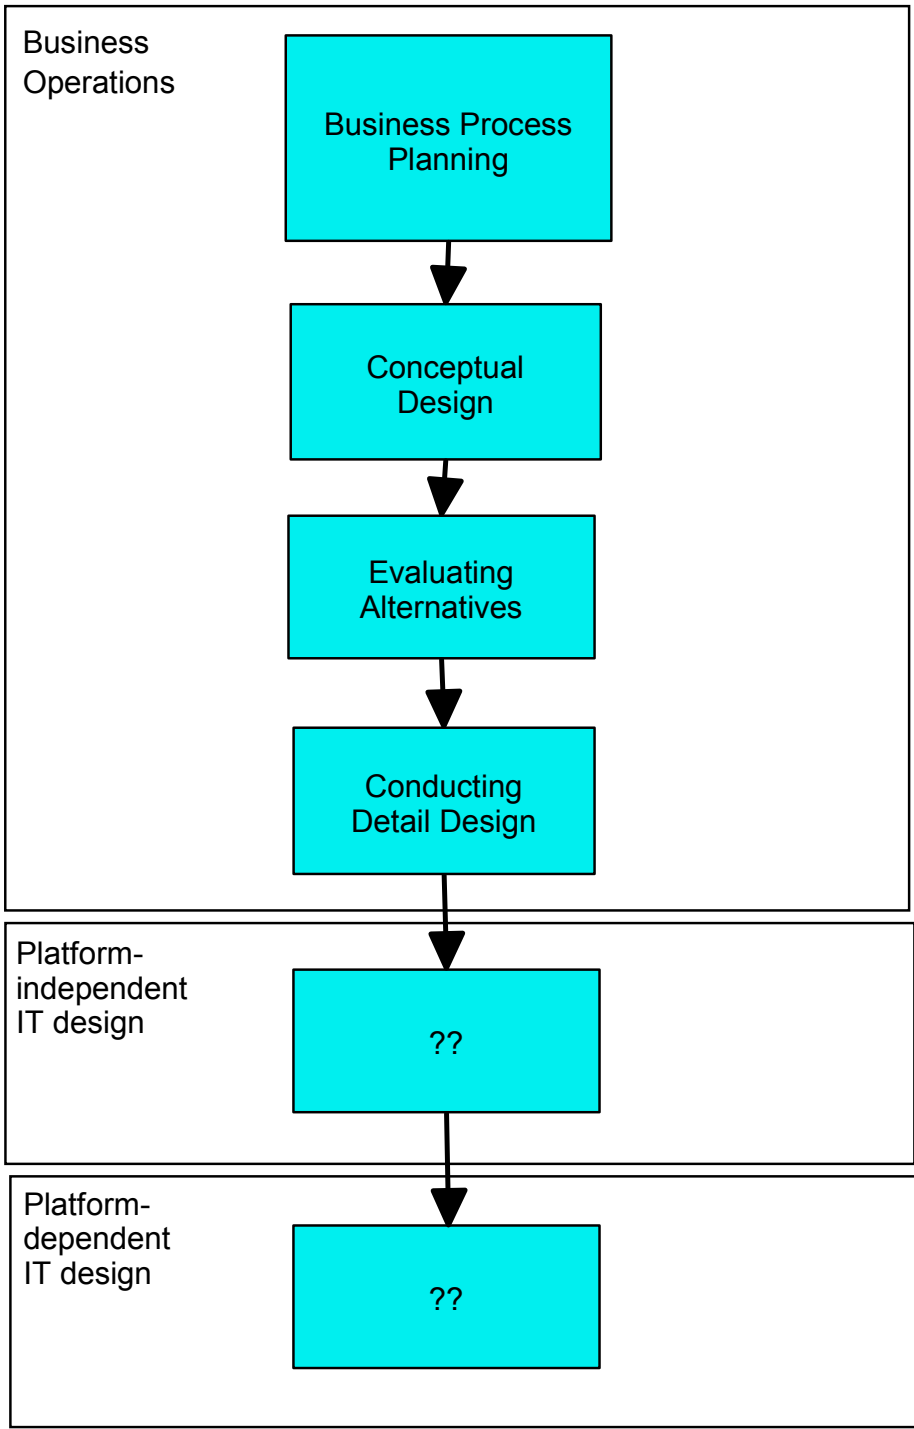 Business
Operations
Business Process
Planning
Conceptual
Design
Evaluating
Alternatives
Conducting
Detail Design
Platform-
independent
IT design
??
Platform-
dependent
IT design
??